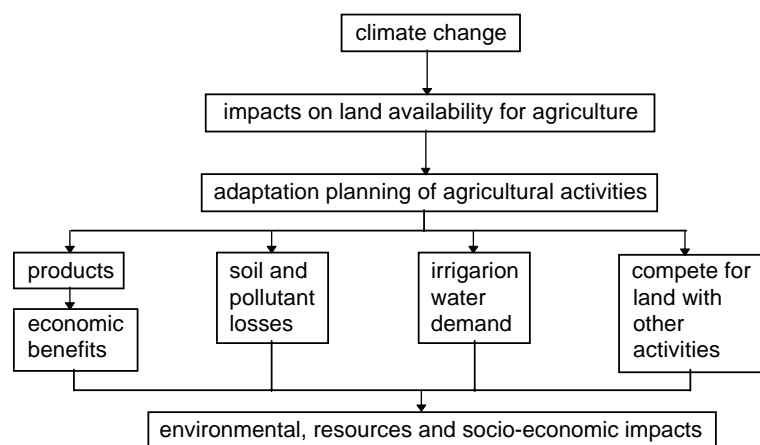 climate change
impacts on land availability for agriculture
adaptation planning of agricultural activities
products
economic
benefits
soil and
pollutant
losses
irrigarion
water
demand
compete for
land with
other
activities
environmental, resources and socio-economic impacts